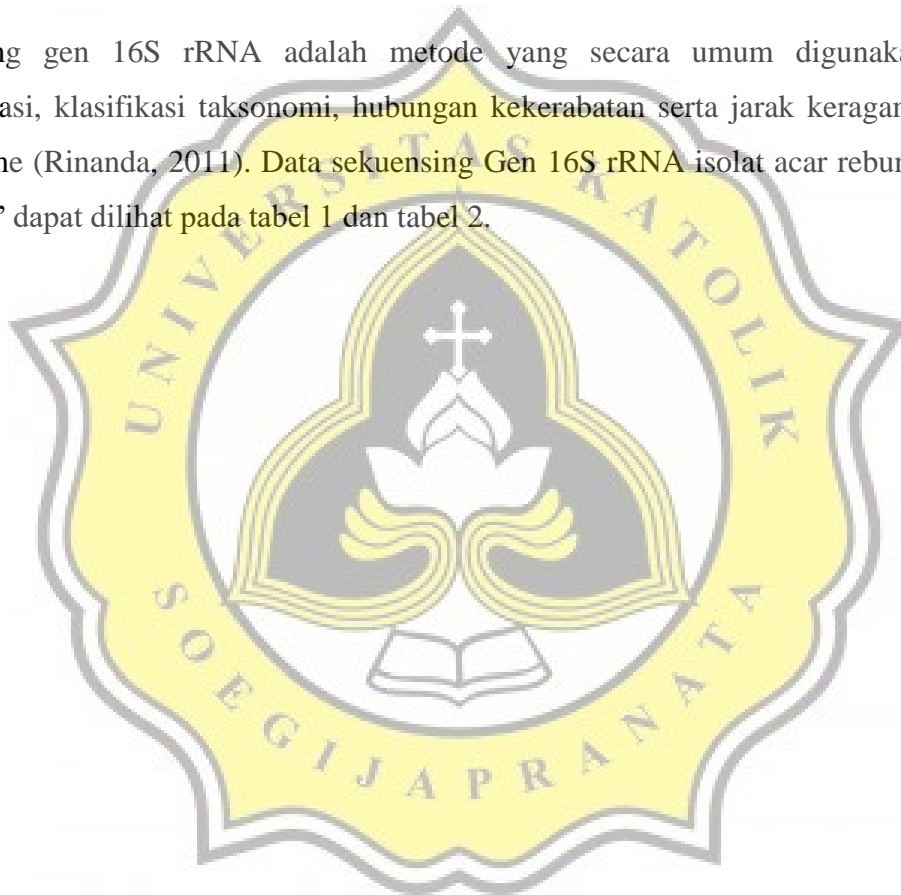 ng gen 16S rRNA adalah metode yang secara umum digunaka
asi, klasifikasi taksonomi, hubungan kekerabatan serta jarak keragan
ne (Rinanda, 2011). Data sekuensing Gen 16S rRNA isolat acar rebun
” dapat dilihat pada tabel 1 dan tabel 2.
UNIVERSITAS KATOLIK
SOEGIJAPRANATA